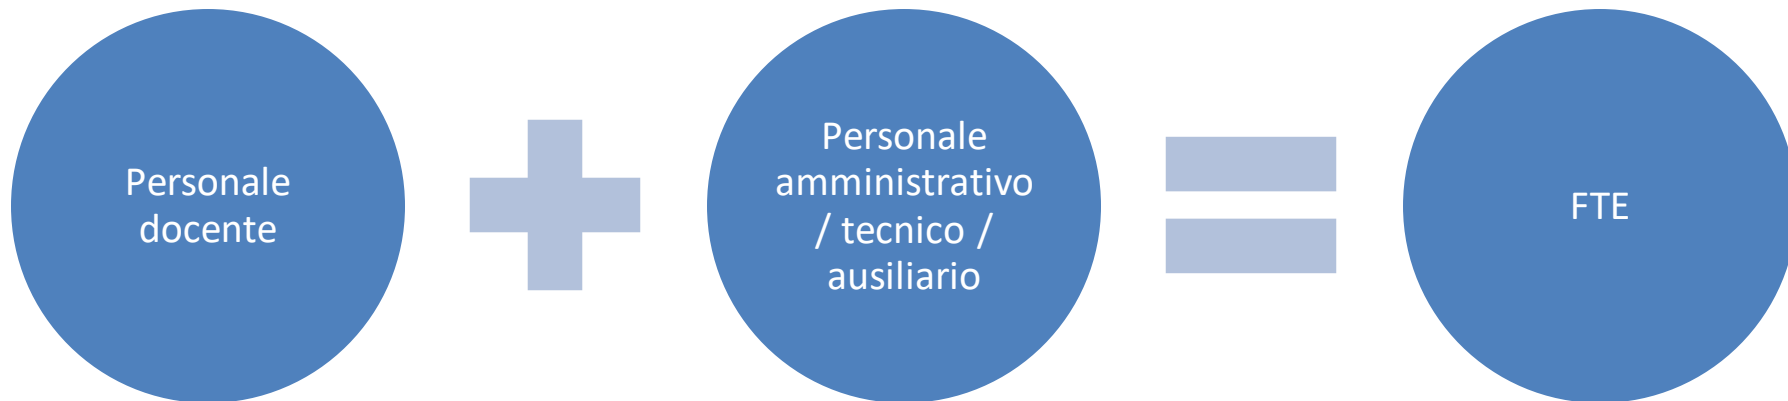 Personale
docente
Personale
amministrativo
/ tecnico /
ausiliario
FTE